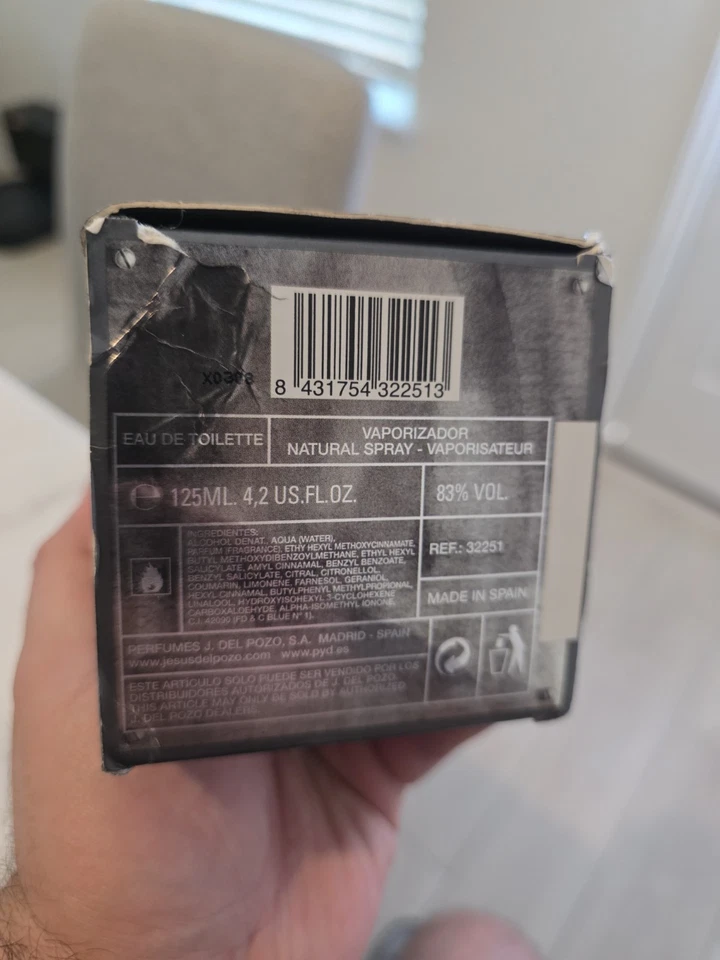 X0303
8 431754 322513
EAU DE TOILETTE
VAPORIZADOR
NATURAL SPRAY - VAPORISATEUR
e 125ML. 4,2 US.FL.OZ.
83% VOL.
INGREDIENTES:
ALCOHOL DENAT., AQUA (WATER),
PARFUM (FRAGRANCE), ETHY HEXYL METHOXYCINNAMATE,
BUTYL METHOXYDIBENZOYLMETHANE, ETHYL HEXYL
SALICYLATE, AMYL CINNAMAL, BENZYL BENZOATE,
BENZYL SALICYLATE, CITRAL, CITRONELLOL,
COUMARIN, LIMONENE, FARNESOL, GERANIOL,
HEXYL CINNAMAL, BUTYLPHENYL METHYLPROPIONAL,
LINALOOL, HYDROXYISOHEXYL 3-CYCLOHEXENE
CARBOXALDEHYDE, ALPHA-ISOMETHYL IONONE,
C.I. 42090 (FD & C BLUE N° 1).
REF.: 32251
MADE IN SPAIN
PERFUMES J. DEL POZO, S.A. MADRID - SPAIN
www.jesusdelpozo.com www.pyd.es
ESTE ARTICULO SOLO PUEDE SER VENDIDO POR LOS
DISTRIBUIDORES AUTORIZADOS DE J. DEL POZO.
THIS ARTICLE MAY ONLY BE SOLD BY AUTHORIZED
J. DEL POZO DEALERS.